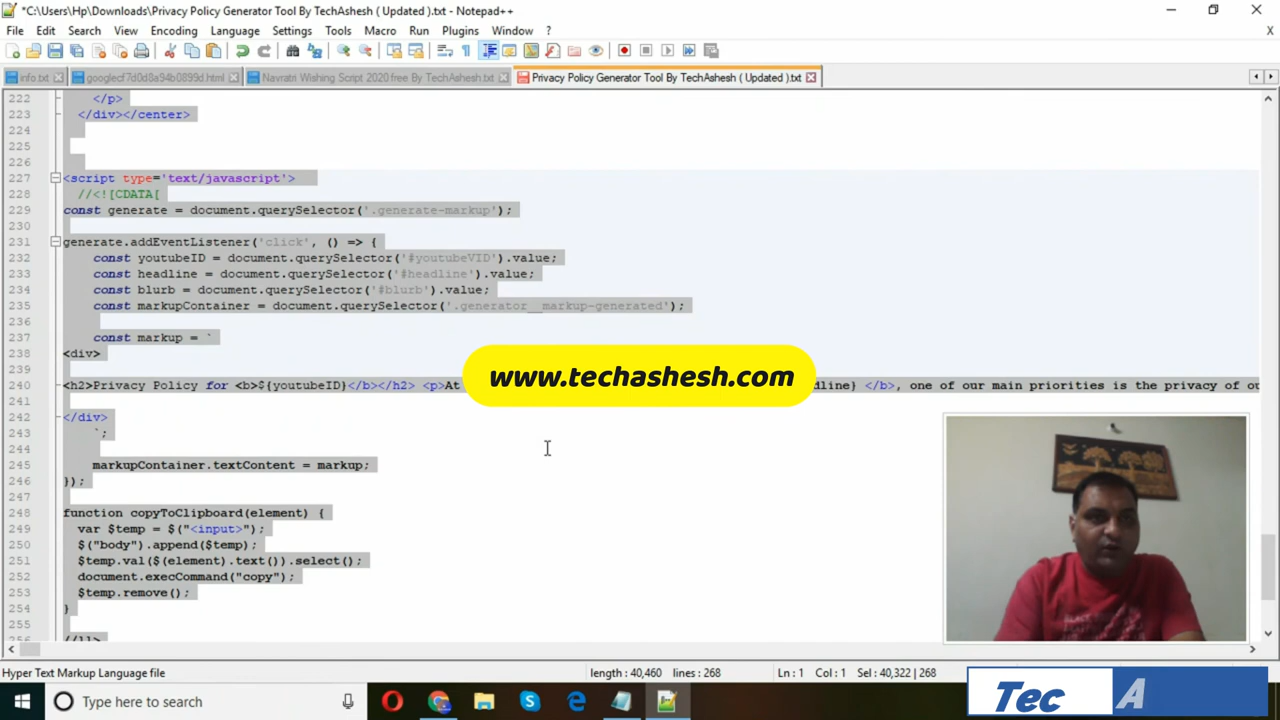 *C:\Users\Hp\Downloads\Privacy Policy Generator Tool By TechAshesh ( Updated ).txt - Notepad++
File Edit Search View Encoding Language Settings Tools Macro Run Plugins Window ?
X
info.txt googlecf7d0d8a94b0899d.html Navratri Wishing Script 2020 free By TechAshesh.txt Privacy Policy Generator Tool By TechAshesh ( Updated ).txt
222 </p>
223 </div></center>
224
225
226
227 <script type='text/javascript'>
228 //<![CDATA[
229 const generate = document.querySelector('.generate-markup');
230
231 generate.addEventListener('click', () => {
232 const youtubeID = document.querySelector('#youtubeVID').value;
233 const headline = document.querySelector('#headline').value;
234 const blurb = document.querySelector('#blurb').value;
235 const markupContainer = document.querySelector('.generator__markup-generated');
236
237 const markup = `
238 <div>
239
240 <h2>Privacy Policy for <b>${youtubeID}</b></h2> <p>At dline} </b>, one of our main priorities is the privacy of ou
www.techashesh.com
241
242 </div>
243 `;
244
245 markupContainer.textContent = markup;
246 });
247
248 function copyToClipboard(element) {
249 var $temp = $("<input>");
250 $("body").append($temp);
251 $temp.val($(element).text()).select();
252 document.execCommand("copy");
253 $temp.remove();
254 }
255
256 //]]>
Hyper Text Markup Language file length : 40,460 lines : 268 Ln : 1 Col : 1 Sel : 40,322 | 268
Type here to search
Tec A